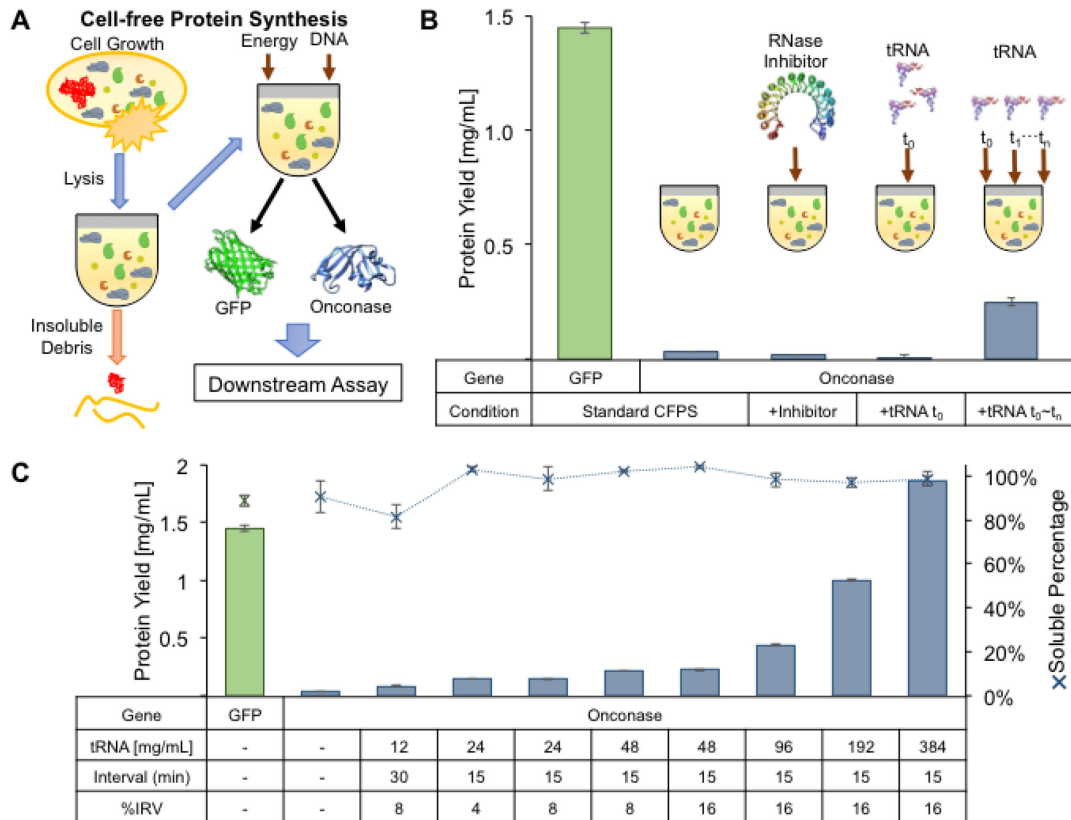 A
Cell-free Protein Synthesis
Cell Growth
Energy
DNA
Lysis
GFP
Onconase
Insoluble
Debris
Downstream Assay
B
Protein Yield [mg/mL]
1.5
1.0
0.5
RNase
Inhibitor
tRNA
t₀
tRNA
t₀ t₁⋯tₙ
Gene GFP Onconase
Condition Standard CFPS +Inhibitor +tRNA t₀ +tRNA t₀~tₙ
C
Protein Yield [mg/mL]
2
1.5
1
0.5
100%
80%
60%
40%
20%
0%
×Soluble Percentage
Gene GFP Onconase
tRNA [mg/mL] - - 12 24 24 48 48 96 192 384
Interval (min) - - 30 15 15 15 15 15 15 15
%IRV - - 8 4 8 8 16 16 16 16